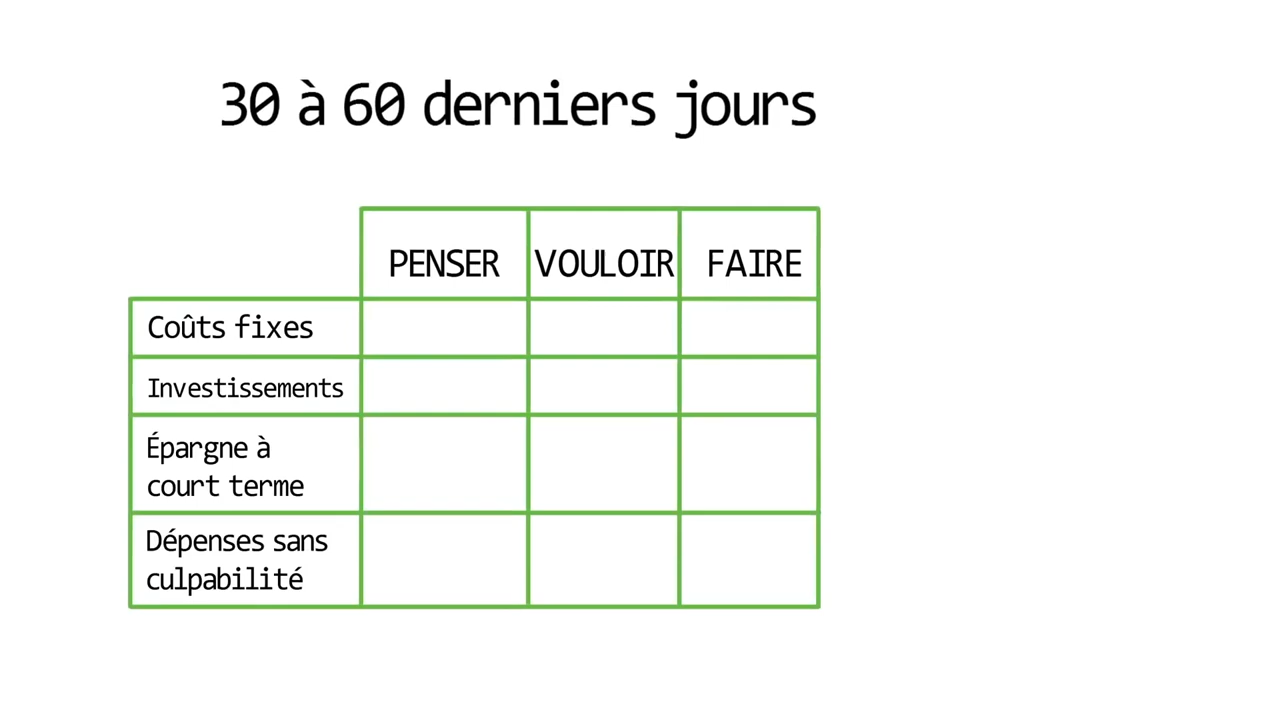 30 à 60 derniers jours
PENSER VOULOIR FAIRE
Coûts fixes
Investissements
Épargne à
court terme
Dépenses sans
culpabilité